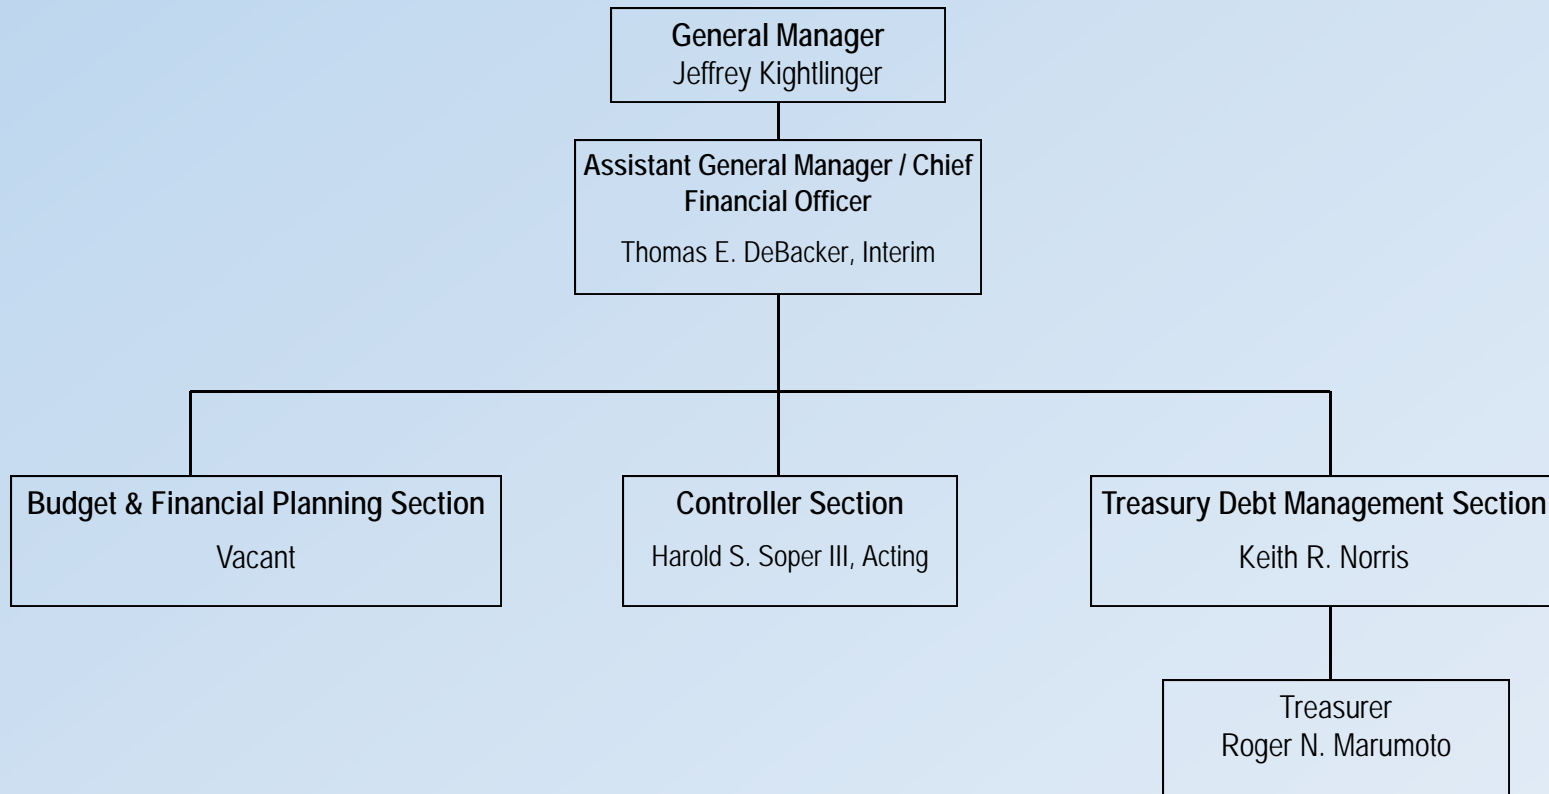 General Manager
Jeffrey Kightlinger
Assistant General Manager / Chief
Financial Officer
Thomas E. DeBacker, Interim
Budget & Financial Planning Section
Vacant
Controller Section
Harold S. Soper III, Acting
Treasury Debt Management Section
Keith R. Norris
Treasurer
Roger N. Marumoto